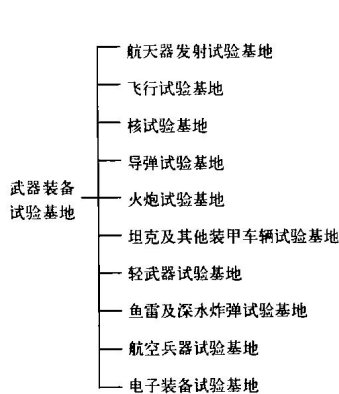 航天器发射试验基地
飞行试验基地
核试验基地
导弹试验基地
武器装备
试验基地
火炮试验基地
坦克及其他装甲车辆试验基地
轻武器试验基地
鱼雷及深水炸弹试验基地
航空兵器试验基地
电子装备试验基地